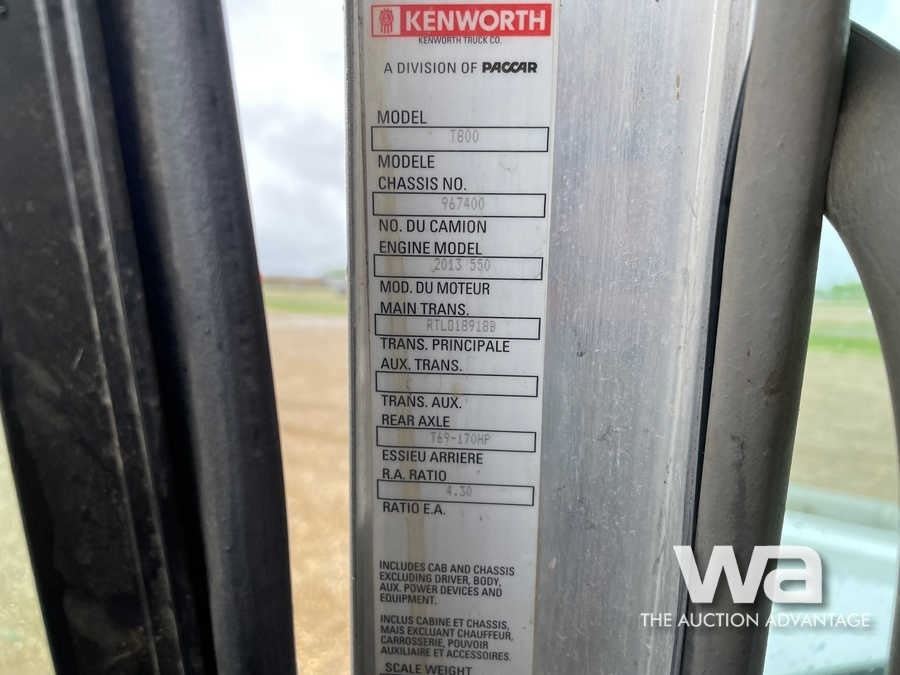 KENWORTH
KENWORTH TRUCK CO.
A DIVISION OF PACCAR
MODEL
T800
MODELE
CHASSIS NO.
967400
NO. DU CAMION
ENGINE MODEL
2013 550
MOD. DU MOTEUR
MAIN TRANS.
RTLO18918B
TRANS. PRINCIPALE
AUX. TRANS.
TRANS. AUX.
REAR AXLE
T69-170HP
ESSIEU ARRIERE
R.A. RATIO
4.30
RATIO E.A.
INCLUDES CAB AND CHASSIS
EXCLUDING DRIVER, BODY,
AUX. POWER DEVICES AND
EQUIPMENT.
INCLUS CABINE ET CHASSIS,
MAIS EXCLUANT CHAUFFEUR,
CARROSSERIE, POUVOIR
AUXILIAIRE ET ACCESSOIRES.
SCALE WEIGHT
wa
THE AUCTION ADVANTAGE